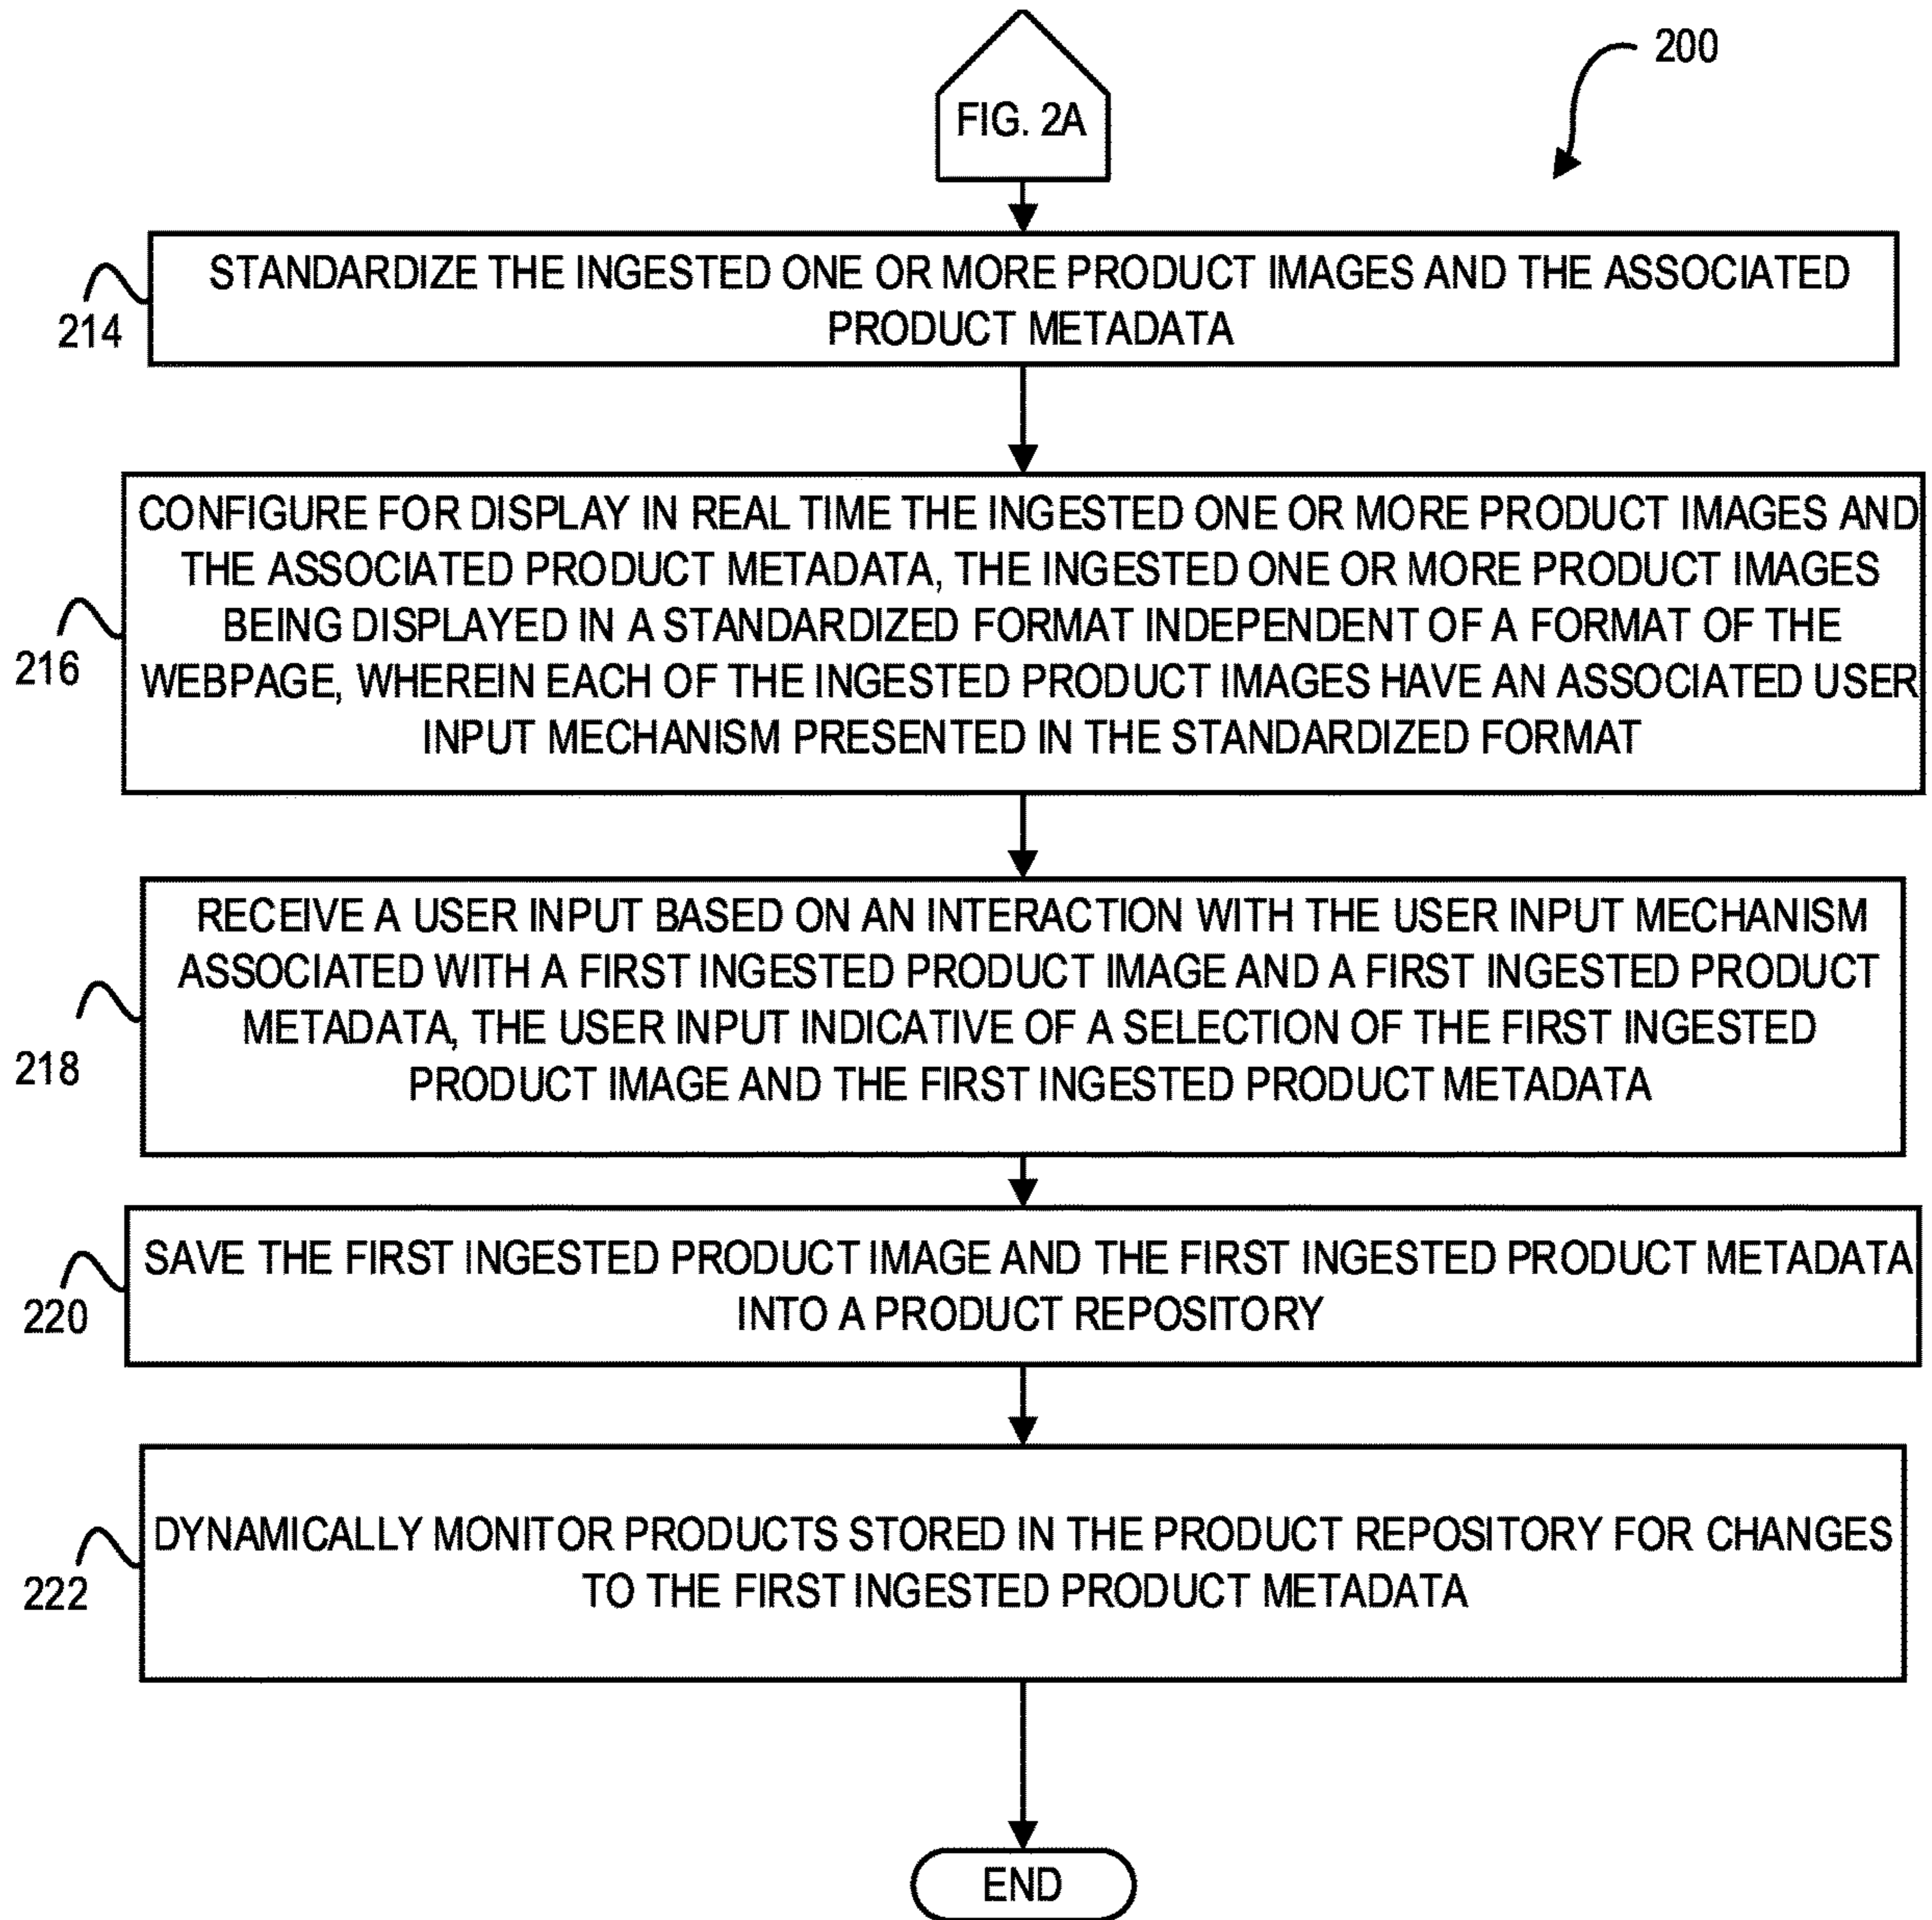 200
FIG. 2A
STANDARDIZE THE INGESTED ONE OR MORE PRODUCT IMAGES AND THE ASSOCIATED
PRODUCT METADATA
214
CONFIGURE FOR DISPLAY IN REAL TIME THE INGESTED ONE OR MORE PRODUCT IMAGES AND
THE ASSOCIATED PRODUCT METADATA, THE INGESTED ONE OR MORE PRODUCT IMAGES
BEING DISPLAYED IN A STANDARDIZED FORMAT INDEPENDENT OF A FORMAT OF THE
WEBPAGE, WHEREIN EACH OF THE INGESTED PRODUCT IMAGES HAVE AN ASSOCIATED USER
INPUT MECHANISM PRESENTED IN THE STANDARDIZED FORMAT
216
RECEIVE A USER INPUT BASED ON AN INTERACTION WITH THE USER INPUT MECHANISM
ASSOCIATED WITH A FIRST INGESTED PRODUCT IMAGE AND A FIRST INGESTED PRODUCT
METADATA, THE USER INPUT INDICATIVE OF A SELECTION OF THE FIRST INGESTED
PRODUCT IMAGE AND THE FIRST INGESTED PRODUCT METADATA
218
SAVE THE FIRST INGESTED PRODUCT IMAGE AND THE FIRST INGESTED PRODUCT METADATA
INTO A PRODUCT REPOSITORY
220
DYNAMICALLY MONITOR PRODUCTS STORED IN THE PRODUCT REPOSITORY FOR CHANGES
TO THE FIRST INGESTED PRODUCT METADATA
222
END